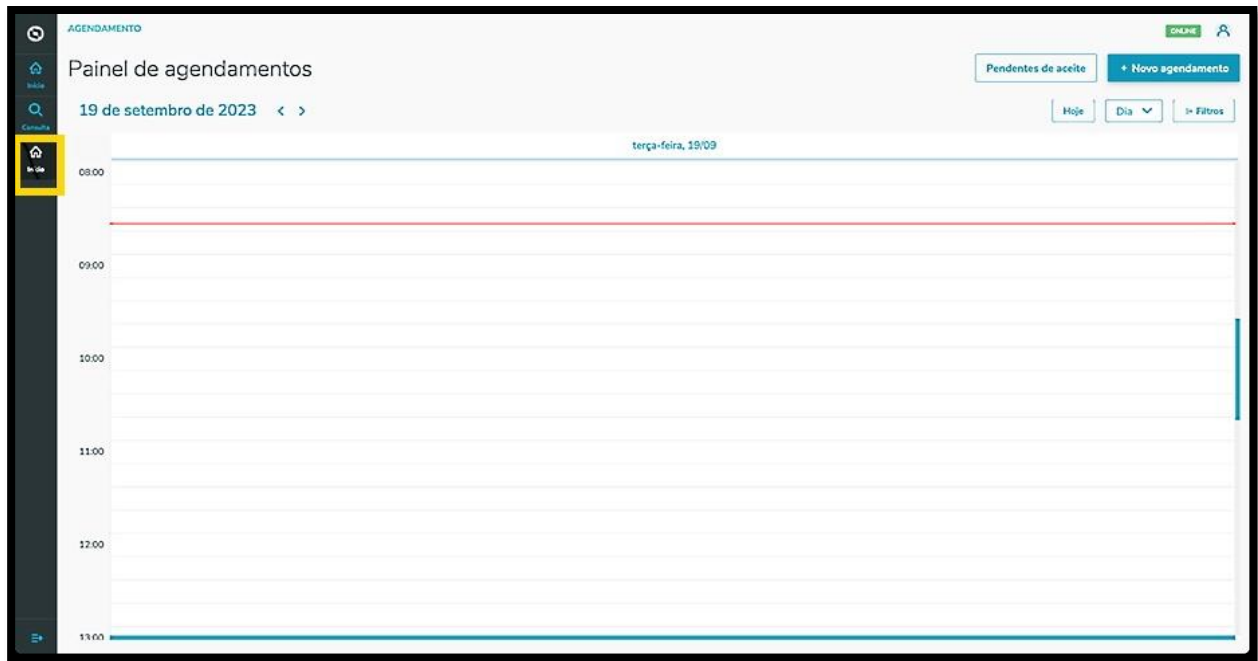 AGENDAMENTO
ONLINE
Início
Painel de agendamentos
Pendentes de aceite
+ Novo agendamento
Consulta
19 de setembro de 2023 < >
Hoje
Dia
Filtros
Início
terça-feira, 19/09
08:00
09:00
10:00
11:00
12:00
13:00